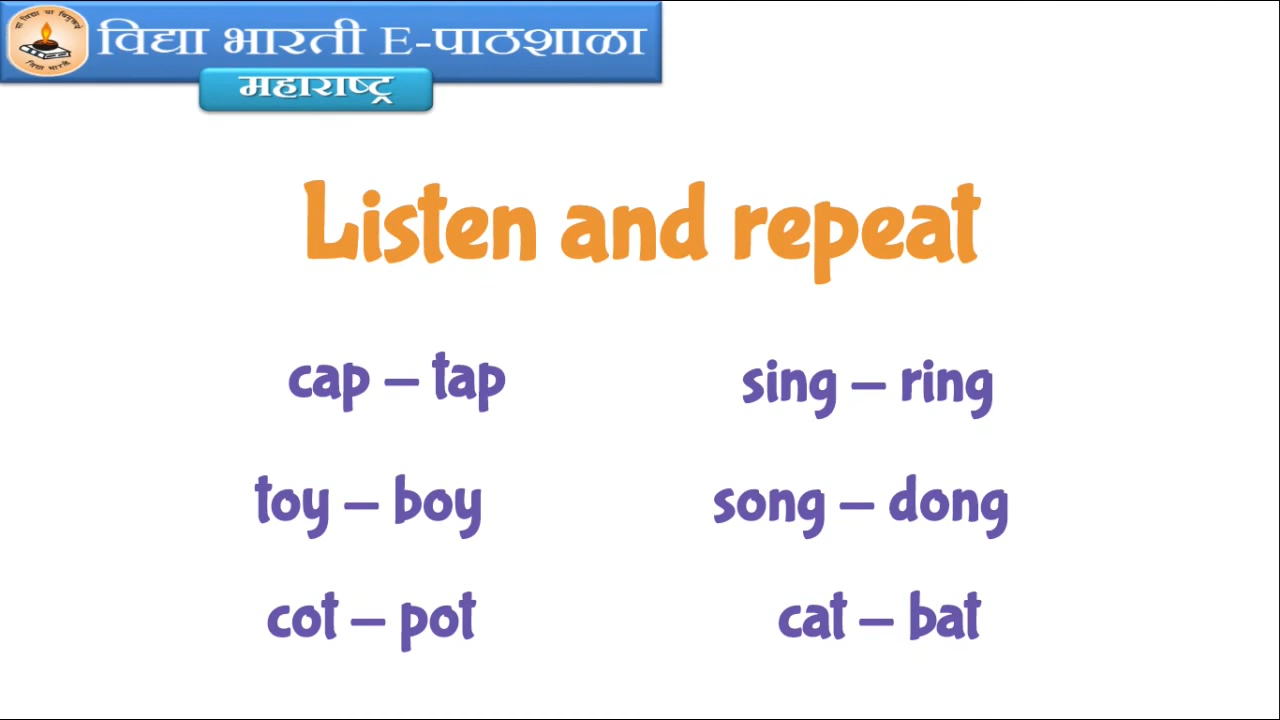 विद्या भारती E-पाठशाळा
महाराष्ट्र
Listen and repeat
cap – tap
sing – ring
toy – boy
song – dong
cot – pot
cat – bat